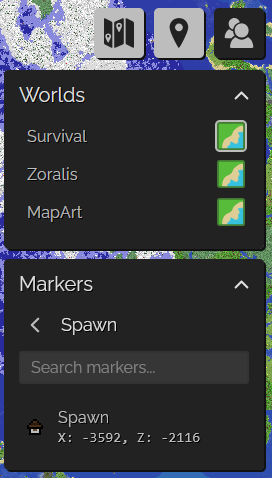 Worlds
Survival
Zoralis
MapArt
Markers
Spawn
Search markers...
Spawn
X: -3592, Z: -2116